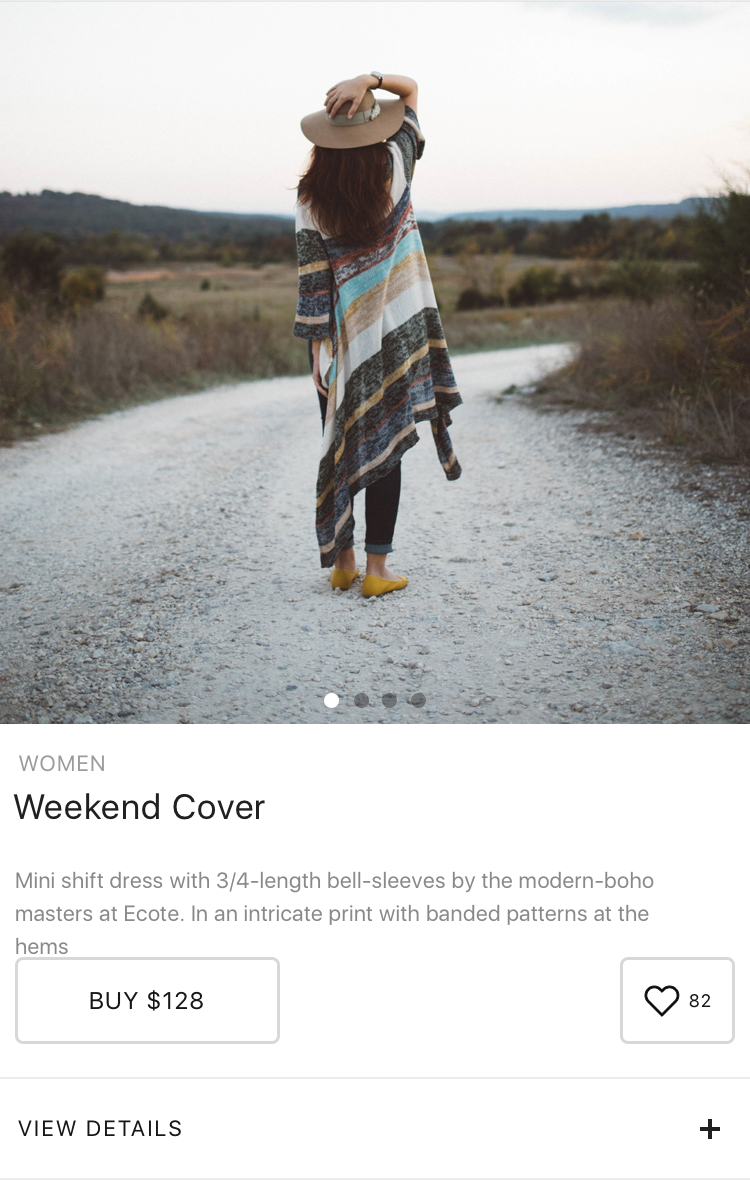 WOMEN
Weekend Cover
Mini shift dress with 3/4-length bell-sleeves by the modern-boho
masters at Ecote. In an intricate print with banded patterns at the
hems
BUY $128
82
VIEW DETAILS